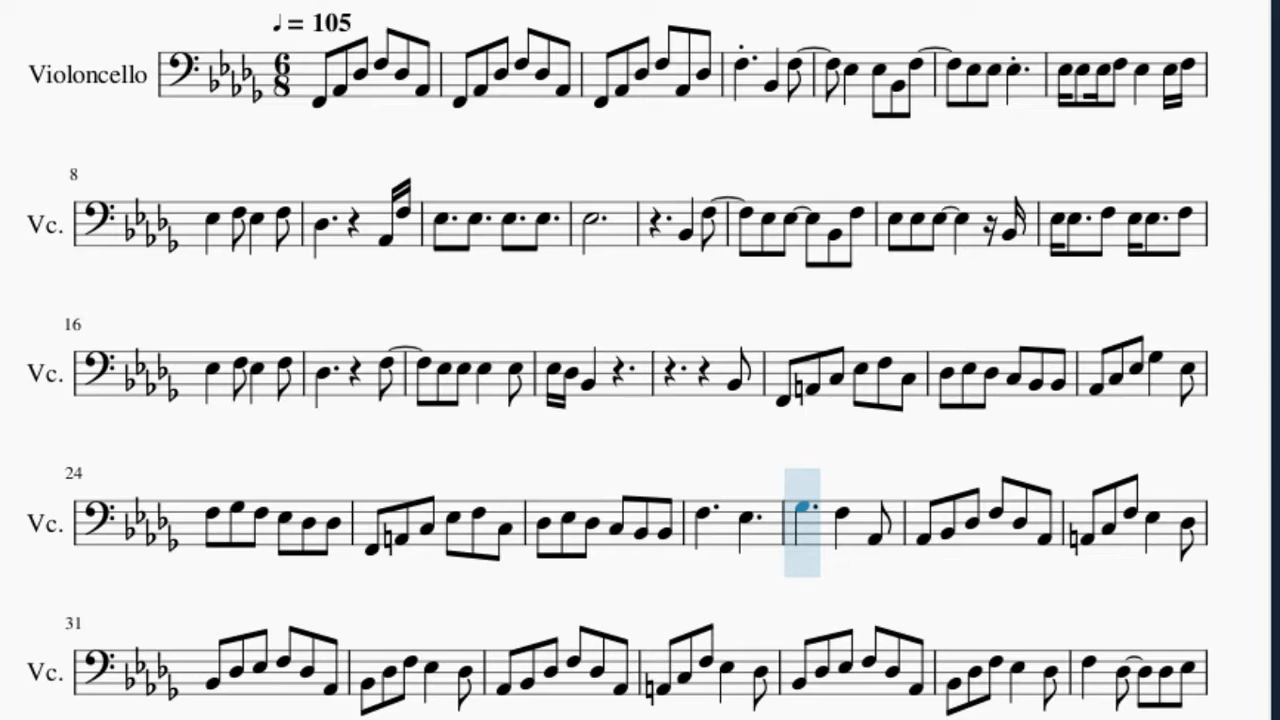 ♩ = 105
Violoncello 6 8
8
Vc.
16
Vc.
24
Vc.
31
Vc.